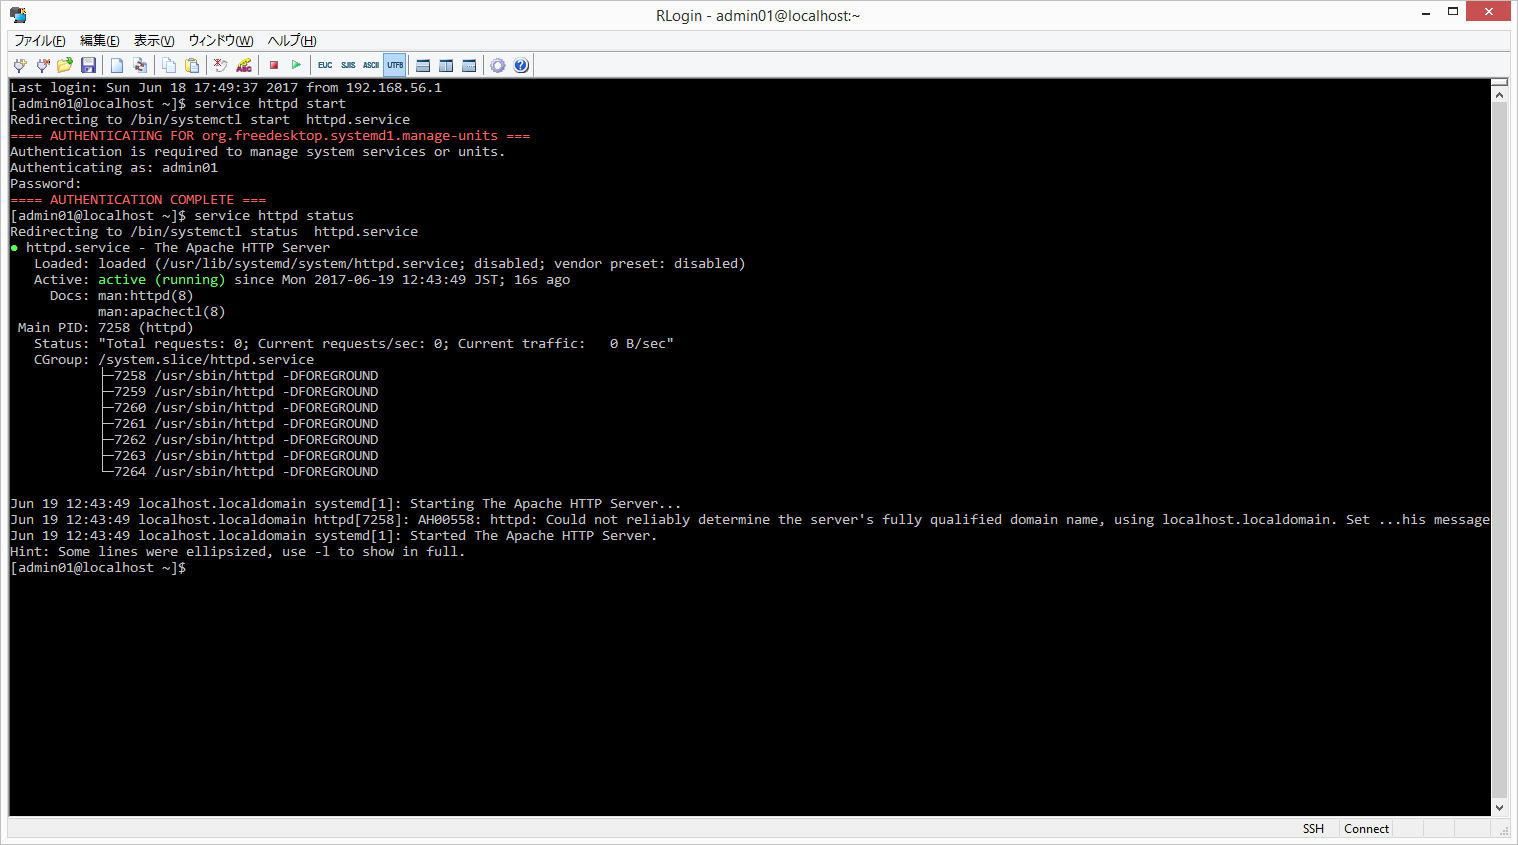 RLogin - admin01@localhost:~
ファイル(F) 編集(E) 表示(V) ウィンドウ(W) ヘルプ(H)
EUC SJIS ASCII UTF8
Last login: Sun Jun 18 17:49:37 2017 from 192.168.56.1
[admin01@localhost ~]$ service httpd start
Redirecting to /bin/systemctl start  httpd.service
==== AUTHENTICATING FOR org.freedesktop.systemd1.manage-units ===
Authentication is required to manage system services or units.
Authenticating as: admin01
Password:
==== AUTHENTICATION COMPLETE ===
[admin01@localhost ~]$ service httpd status
Redirecting to /bin/systemctl status  httpd.service
● httpd.service - The Apache HTTP Server
   Loaded: loaded (/usr/lib/systemd/system/httpd.service; disabled; vendor preset: disabled)
   Active: active (running) since Mon 2017-06-19 12:43:49 JST; 16s ago
     Docs: man:httpd(8)
           man:apachectl(8)
 Main PID: 7258 (httpd)
   Status: "Total requests: 0; Current requests/sec: 0; Current traffic:   0 B/sec"
   CGroup: /system.slice/httpd.service
           ├─7258 /usr/sbin/httpd -DFOREGROUND
           ├─7259 /usr/sbin/httpd -DFOREGROUND
           ├─7260 /usr/sbin/httpd -DFOREGROUND
           ├─7261 /usr/sbin/httpd -DFOREGROUND
           ├─7262 /usr/sbin/httpd -DFOREGROUND
           ├─7263 /usr/sbin/httpd -DFOREGROUND
           └─7264 /usr/sbin/httpd -DFOREGROUND
Jun 19 12:43:49 localhost.localdomain systemd[1]: Starting The Apache HTTP Server...
Jun 19 12:43:49 localhost.localdomain httpd[7258]: AH00558: httpd: Could not reliably determine the server's fully qualified domain name, using localhost.localdomain. Set ...his message
Jun 19 12:43:49 localhost.localdomain systemd[1]: Started The Apache HTTP Server.
Hint: Some lines were ellipsized, use -l to show in full.
[admin01@localhost ~]$
SSH Connect